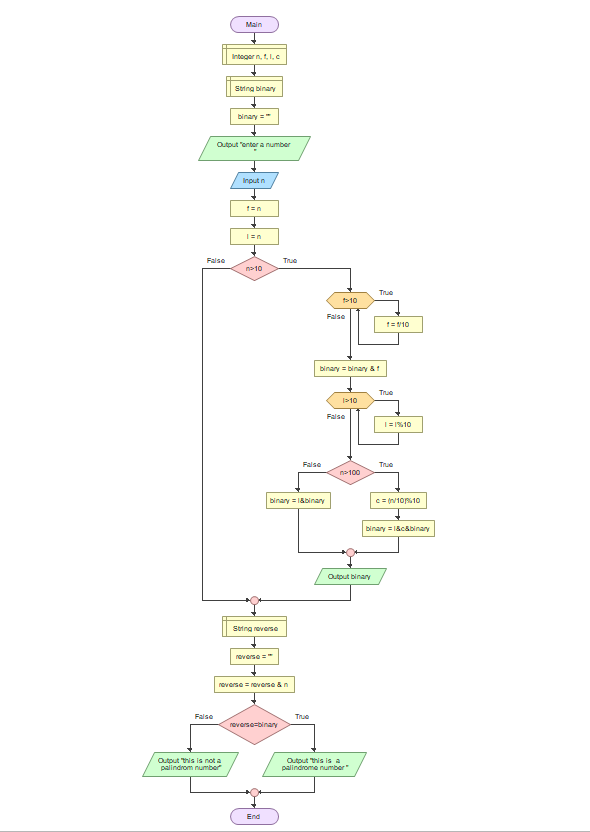 Main
Integer n, f, l, c
String binary
binary = ""
Output "enter a number
"
Input n
f = n
l = n
False
n>10
True
f>10
True
False
f = f/10
binary = binary & f
l>10
True
False
l = l%10
False
n>100
True
binary = l&binary
c = (n/10)%10
binary = l&c&binary
Output binary
String reverse
reverse = ""
reverse = reverse & n
False
reverse=binary
True
Output "this is not a
palindrom number"
Output "this is a
palindrome number "
End